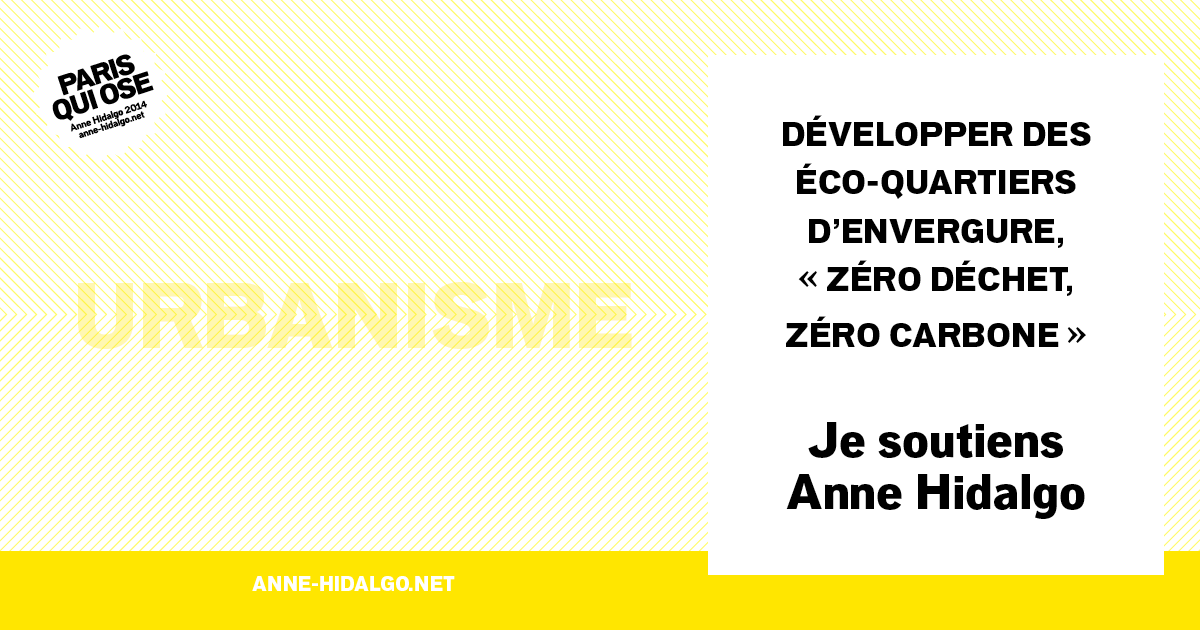 PARIS
QUI OSE
Anne Hidalgo 2014
anne-hidalgo.net
URBANISME
DÉVELOPPER DES
ÉCO-QUARTIERS
D’ENVERGURE,
« ZÉRO DÉCHET,
ZÉRO CARBONE »
Je soutiens
Anne Hidalgo
ANNE-HIDALGO.NET